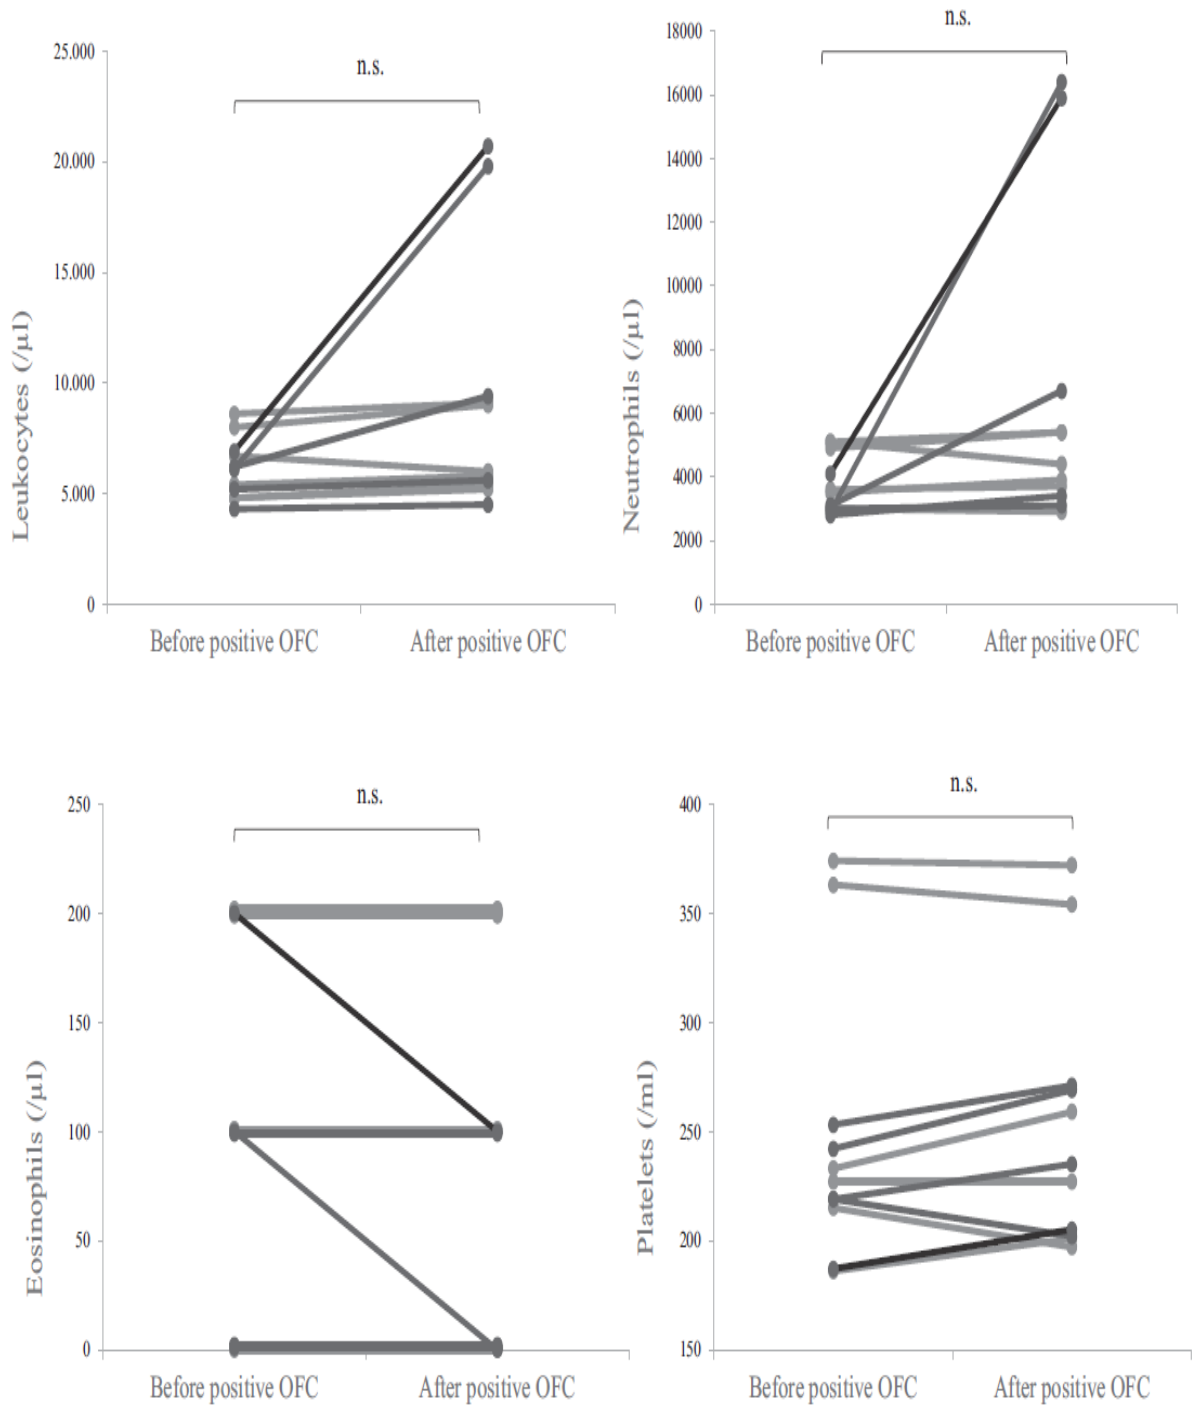 n.s.
25.000
20.000
15.000
10.000
5.000
0
Leukocytes (/µl)
Before positive OFC
After positive OFC
n.s.
18000
16000
14000
12000
10000
8000
6000
4000
2000
0
Neutrophils (/µl)
Before positive OFC
After positive OFC
n.s.
250
200
150
100
50
0
Eosinophils (/µl)
Before positive OFC
After positive OFC
n.s.
400
350
300
250
200
150
Platelets (/ml)
Before positive OFC
After positive OFC